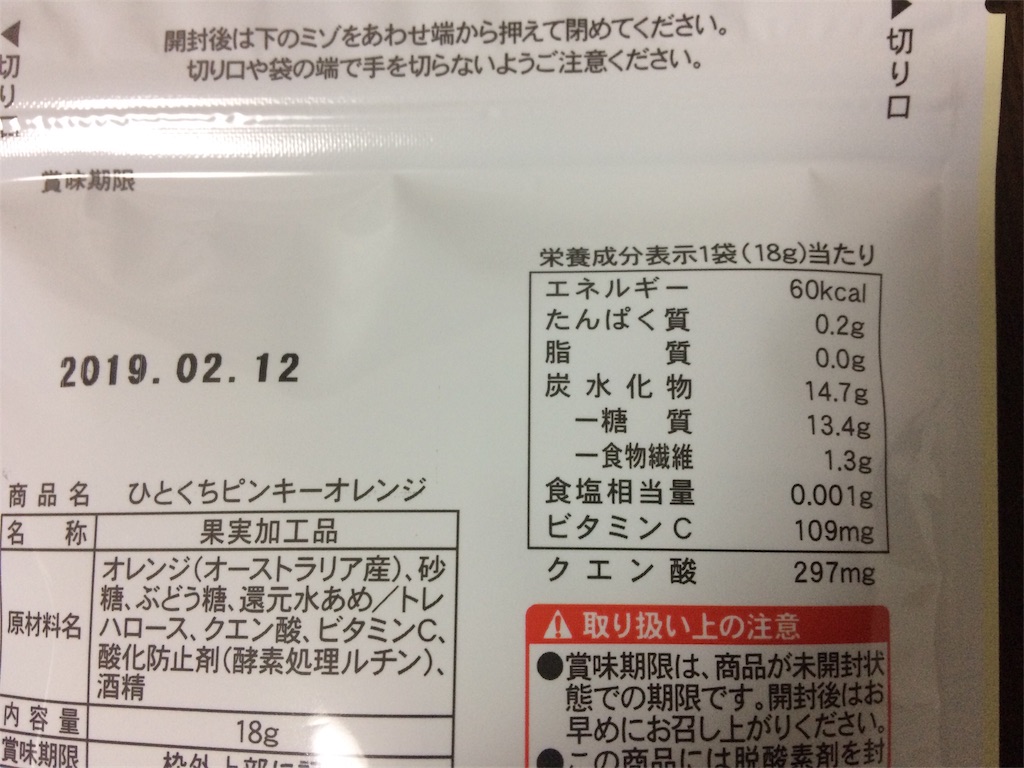 開封後は下のミゾをあわせ端から押えて閉めてください。
切り口や袋の端で手を切らないようご注意ください。
◀切り
▶切り口
賞味期限
2019.02.12
栄養成分表示1袋(18g)当たり
エネルギー 60kcal
たんぱく質 0.2g
脂質 0.0g
炭水化物 14.7g
ー糖質 13.4g
ー食物繊維 1.3g
食塩相当量 0.001g
ビタミンC 109mg
クエン酸 297mg
商品名 ひとくちピンキーオレンジ
名称 果実加工品
原材料名 オレンジ(オーストラリア産)、砂
糖、ぶどう糖、還元水あめ／トレ
ハロース、クエン酸、ビタミンC、
酸化防止剤(酵素処理ルチン)、
酒精
内容量 18g
賞味期限 枠外上部に
⚠取り扱い上の注意
●賞味期限は、商品が未開封状
態での期限です。開封後はお
早めにお召し上がりください。
●この商品には脱酸素剤を封